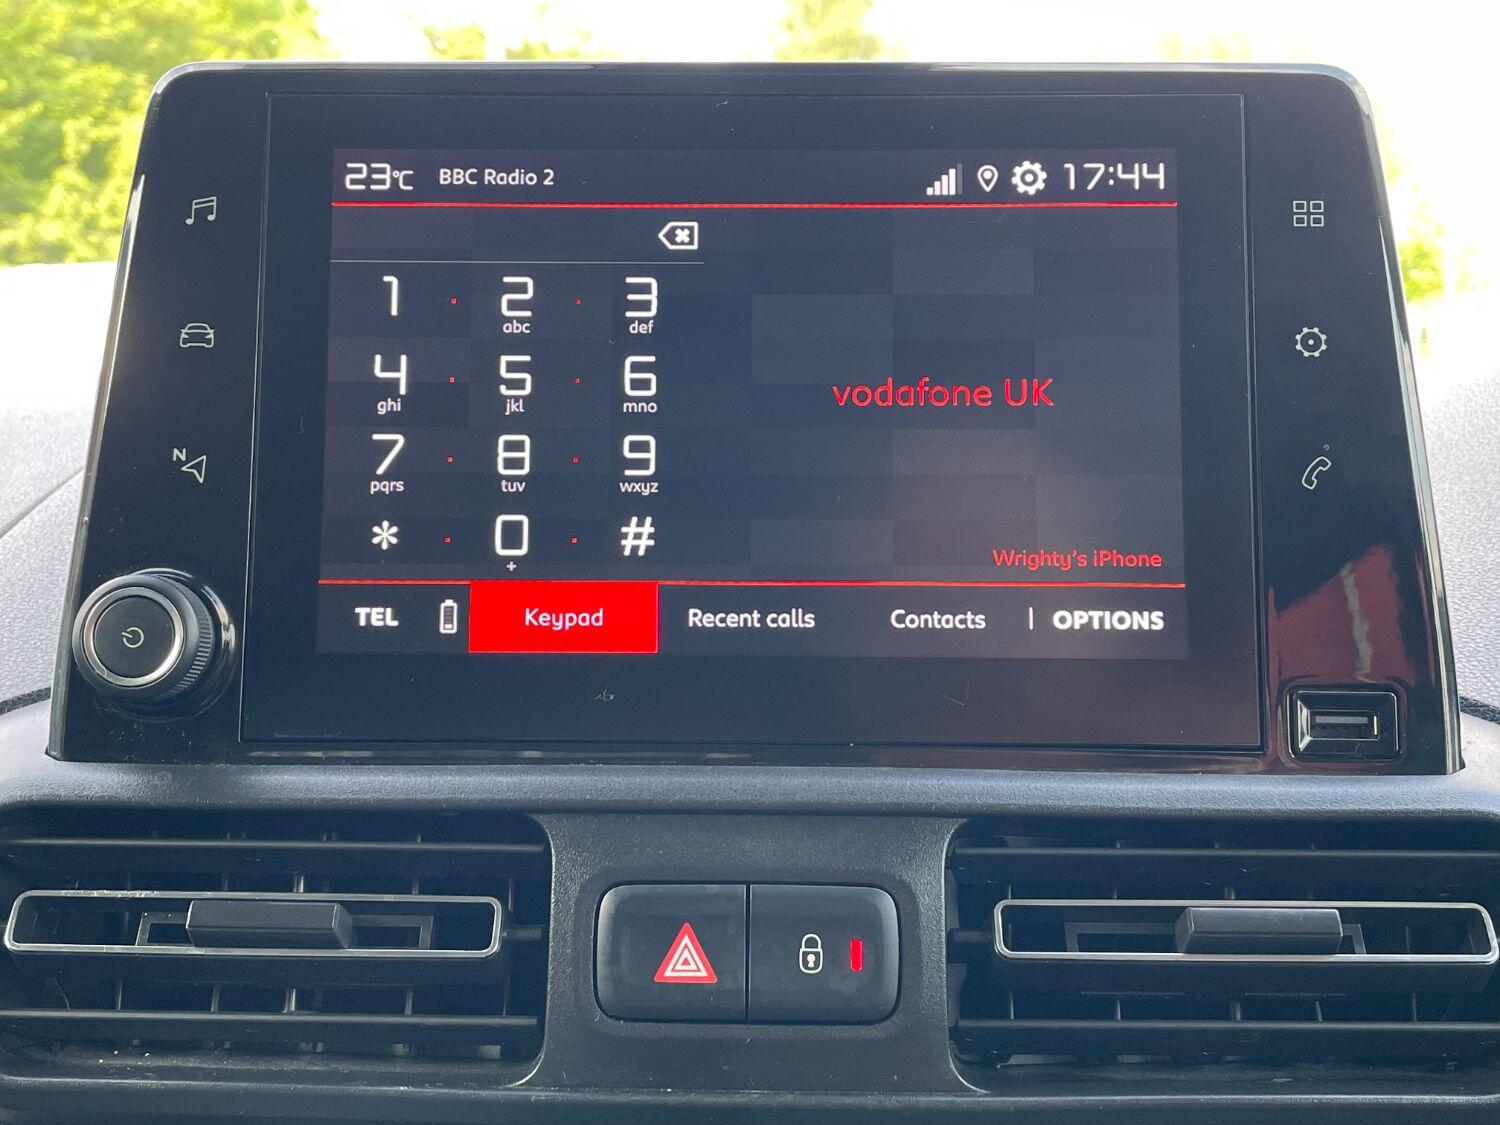 23°C BBC Radio 2 17:44
1 2 3
abc def
4 5 6
ghi jkl mno
7 8 9
pqrs tuv wxyz
* 0 #
+
vodafone UK
Wrighty's iPhone
TEL Keypad Recent calls Contacts | OPTIONS
N